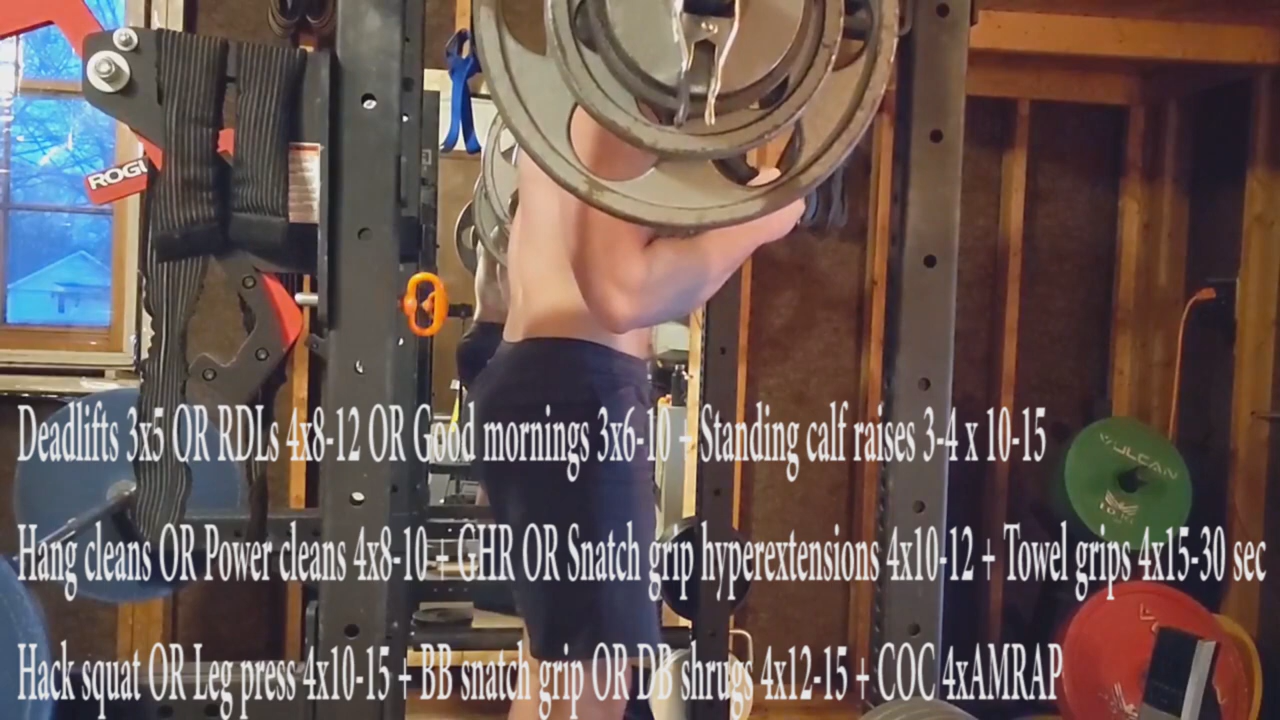 ROGU
Deadlifts 3x5 OR RDLs 4x8-12 OR Good mornings 3x6-10 + Standing calf raises 3-4 x 10-15
VULCAN
Hang cleans OR Power cleans 4x8-10 + GHR OR Snatch grip hyperextensions 4x10-12 + Towel grips 4x15-30 sec
Hack squat OR Leg press 4x10-15 + BB snatch grip OR DB shrugs 4x12-15 + COC 4xAMRAP